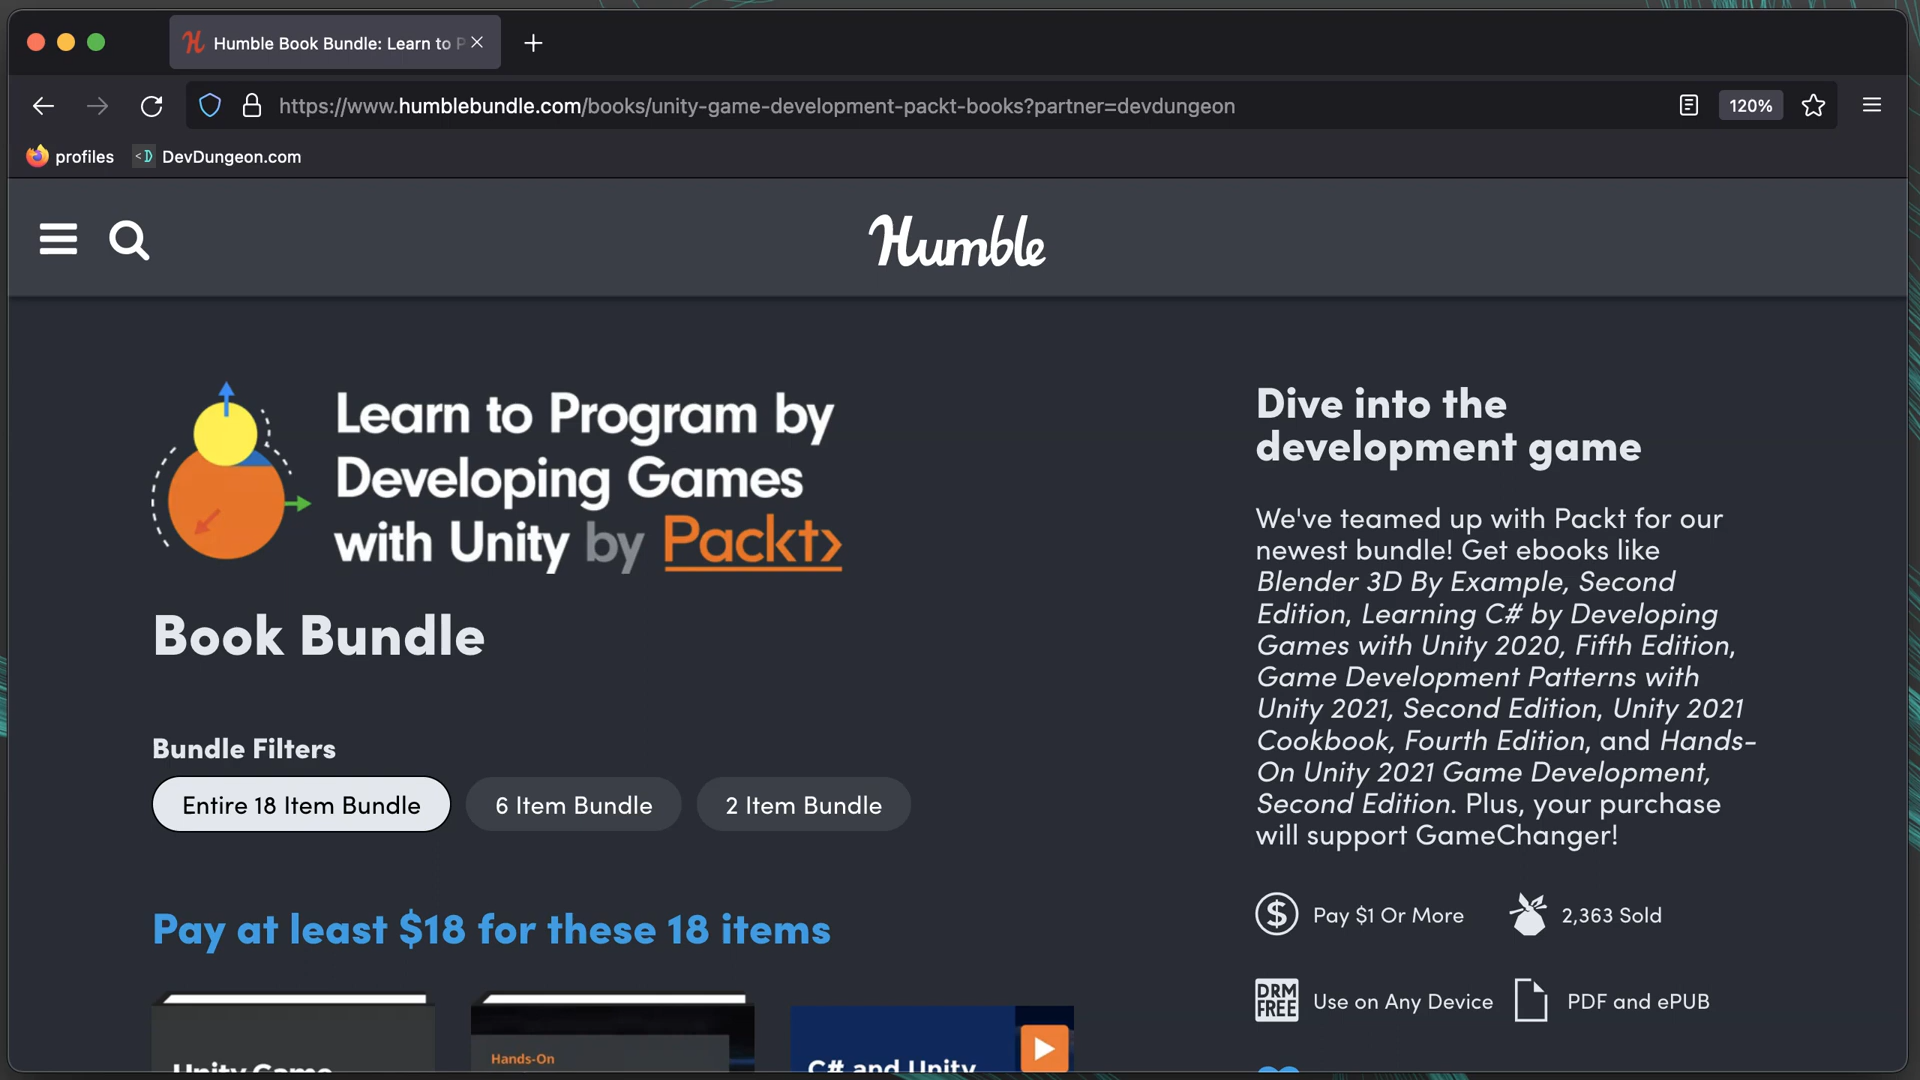 Humble Book Bundle: Learn to P
https://www.humblebundle.com/books/unity-game-development-packt-books?partner=devdungeon
120%
profiles
<D DevDungeon.com
Humble
Learn to Program by
Developing Games
with Unity by Packt>
Book Bundle
Bundle Filters
Entire 18 Item Bundle
6 Item Bundle
2 Item Bundle
Pay at least $18 for these 18 items
Unity Game
Hands-On
C# and Unity
Dive into the
development game
We've teamed up with Packt for our
newest bundle! Get ebooks like
Blender 3D By Example, Second
Edition, Learning C# by Developing
Games with Unity 2020, Fifth Edition,
Game Development Patterns with
Unity 2021, Second Edition, Unity 2021
Cookbook, Fourth Edition, and Hands-
On Unity 2021 Game Development,
Second Edition. Plus, your purchase
will support GameChanger!
$ Pay $1 Or More
2,363 Sold
DRM
FREE
Use on Any Device
PDF and ePUB